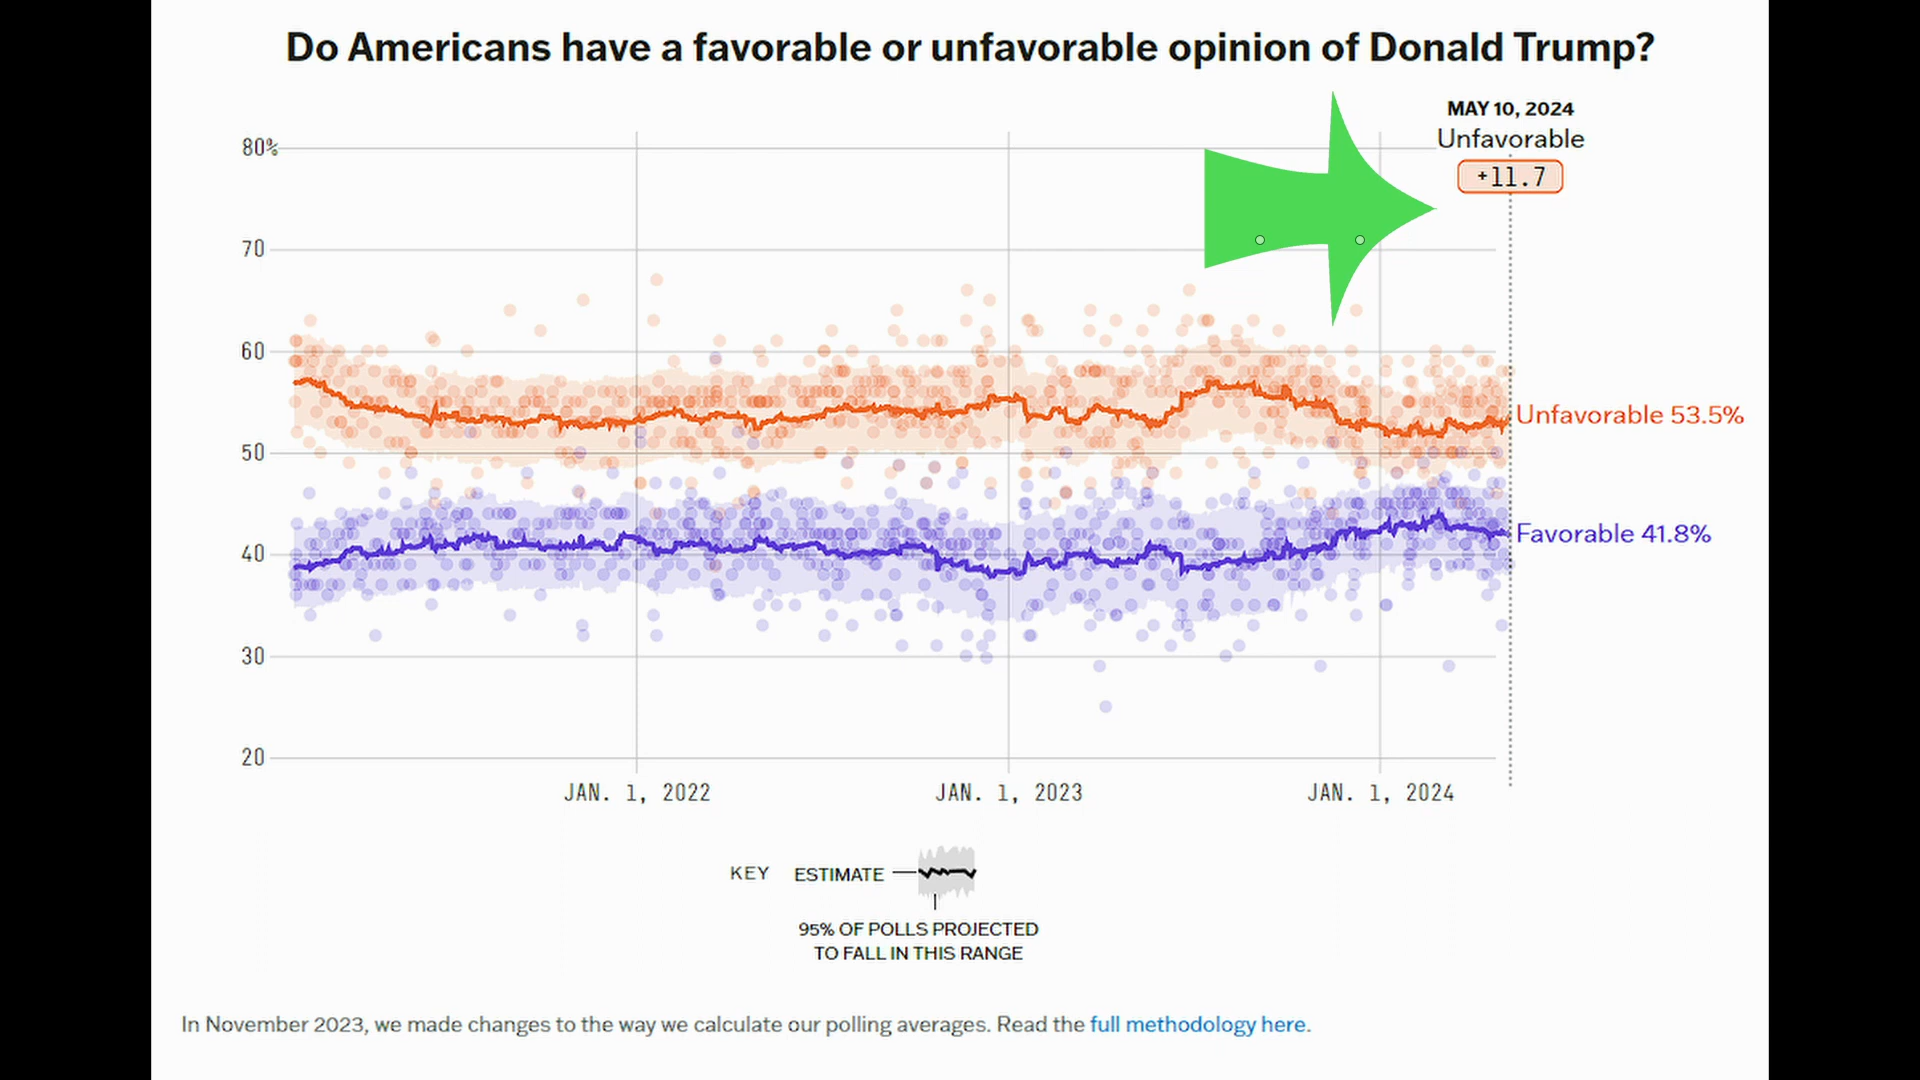 Do Americans have a favorable or unfavorable opinion of Donald Trump?
MAY 10, 2024
Unfavorable
+11.7
80%
70
60
50
40
30
20
Unfavorable 53.5%
Favorable 41.8%
JAN. 1, 2022
JAN. 1, 2023
JAN. 1, 2024
KEY
ESTIMATE
95% OF POLLS PROJECTED
TO FALL IN THIS RANGE
In November 2023, we made changes to the way we calculate our polling averages. Read the full methodology here.